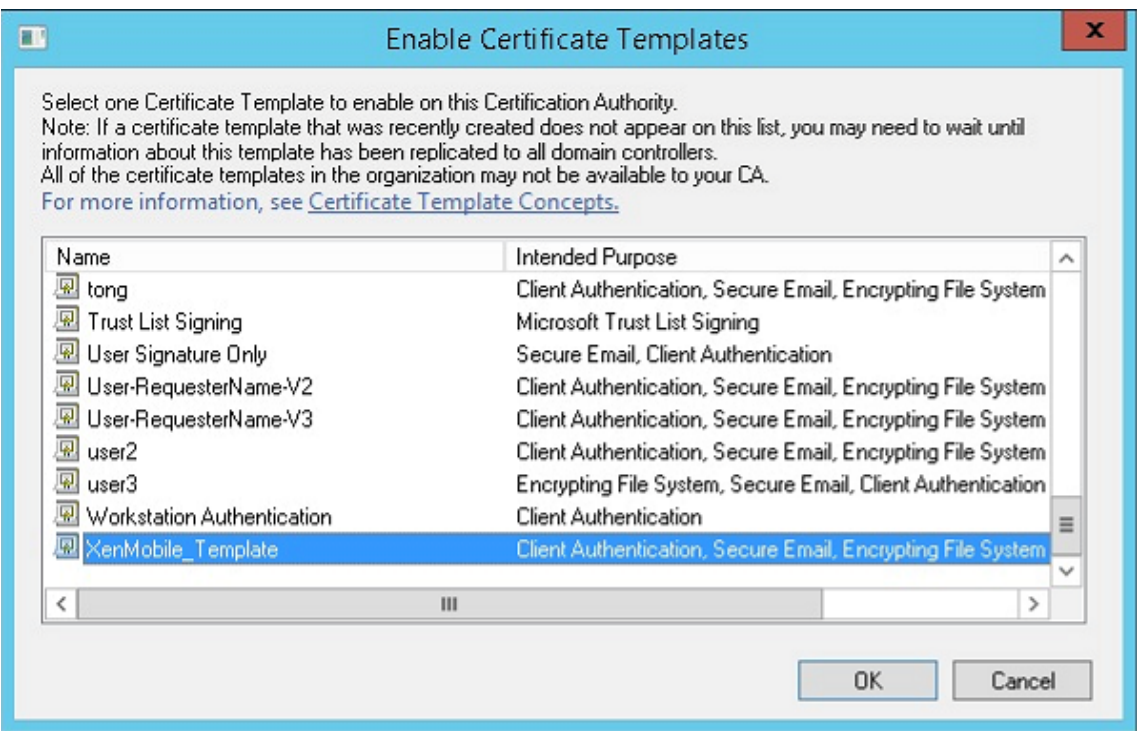 Enable Certificate Templates
x
Select one Certificate Template to enable on this Certification Authority.
Note: If a certificate template that was recently created does not appear on this list, you may need to wait until
information about this template has been replicated to all domain controllers.
All of the certificate templates in the organization may not be available to your CA.
For more information, see Certificate Template Concepts.
Name Intended Purpose
tong Client Authentication, Secure Email, Encrypting File System
Trust List Signing Microsoft Trust List Signing
User Signature Only Secure Email, Client Authentication
User-RequesterName-V2 Client Authentication, Secure Email, Encrypting File System
User-RequesterName-V3 Client Authentication, Secure Email, Encrypting File System
user2 Client Authentication, Secure Email, Encrypting File System
user3 Encrypting File System, Secure Email, Client Authentication
Workstation Authentication Client Authentication
XenMobile_Template Client Authentication, Secure Email, Encrypting File System
OK Cancel